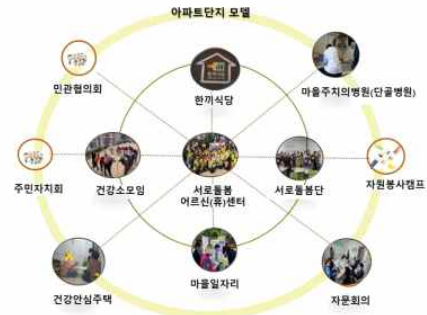 아파트단지 모델
민관협의회
한끼식당
마을주치의병원(단골병원)
주민자치회
건강소모임
서로돌봄
어르신(휴)센터
서로돌봄단
자원봉사캠프
건강안심주택
마을일자리
자문회의